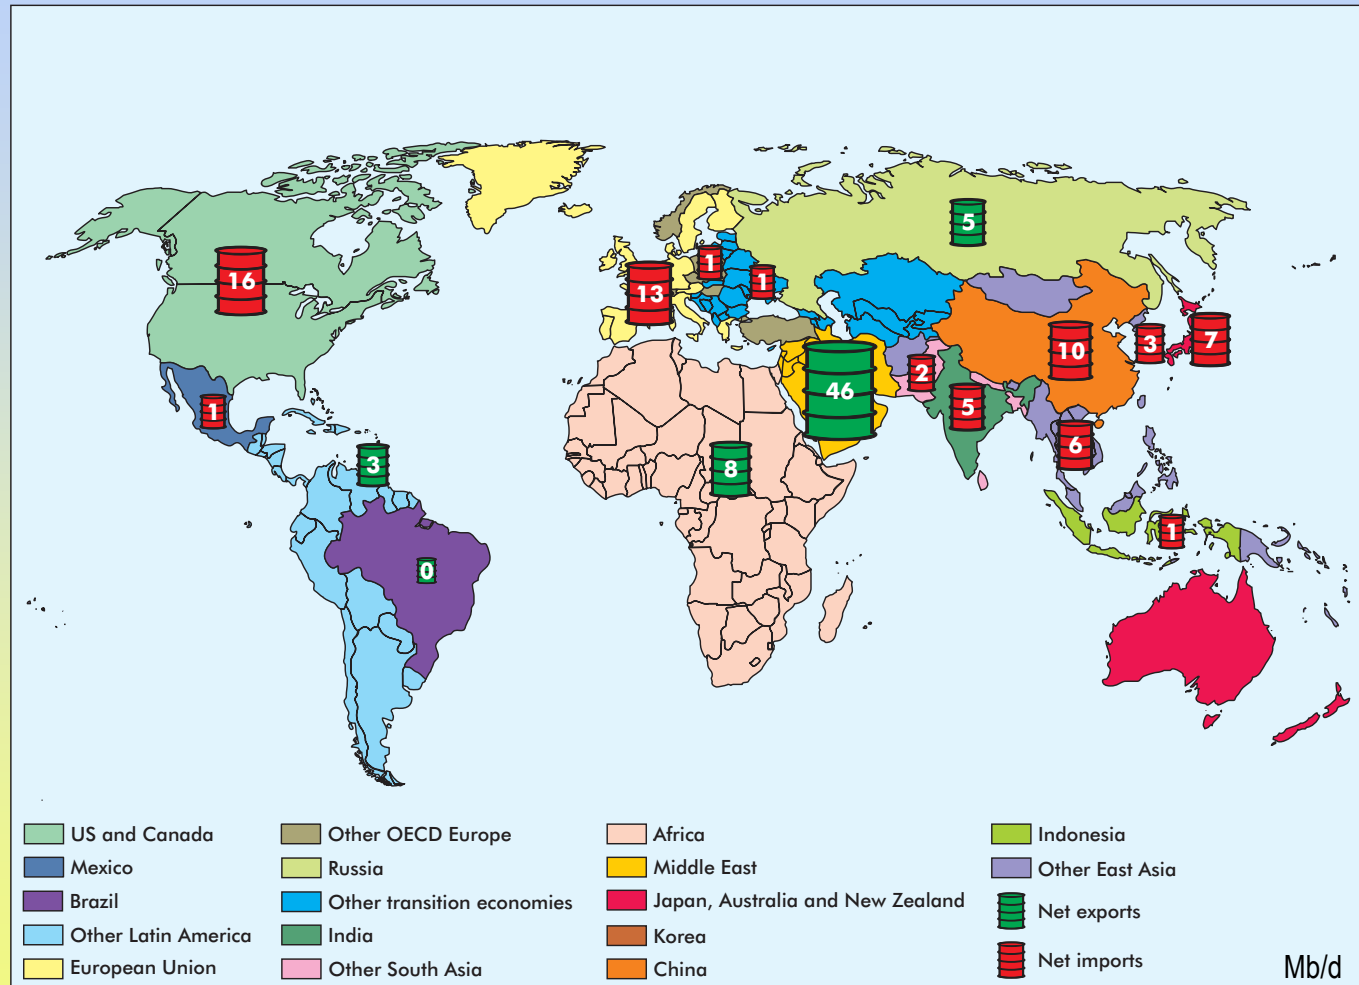 16
13
1
1
5
46
2
5
10
3
7
6
1
1
3
0
8
US and Canada
Mexico
Brazil
Other Latin America
European Union
Other OECD Europe
Russia
Other transition economies
India
Other South Asia
Africa
Middle East
Japan, Australia and New Zealand
Korea
China
Indonesia
Other East Asia
Net exports
Net imports
Mb/d